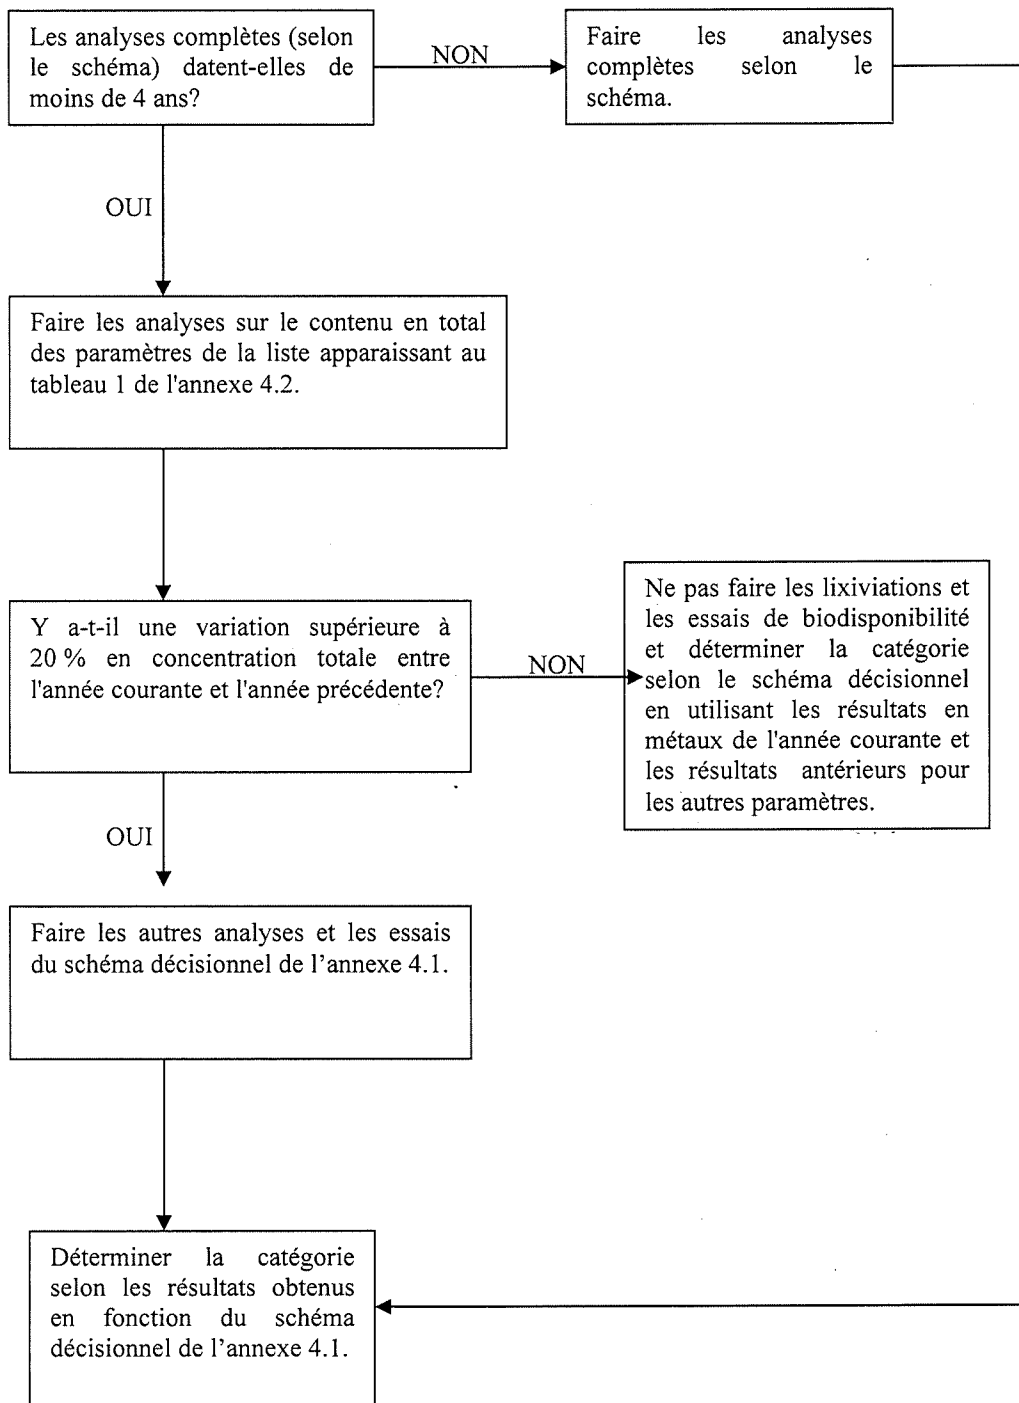 Les analyses complètes (selon
le schéma) datent-elles de
moins de 4 ans?
NON
Faire les analyses
complètes selon le
schéma.
OUI
Faire les analyses sur le contenu en total
des paramètres de la liste apparaissant au
tableau 1 de l'annexe 4.2.
Y a-t-il une variation supérieure à
20 % en concentration totale entre
l'année courante et l'année précédente?
NON
Ne pas faire les lixiviations et
les essais de biodisponibilité
et déterminer la catégorie
selon le schéma décisionnel
en utilisant les résultats en
métaux de l'année courante et
les résultats antérieurs pour
les autres paramètres.
OUI
Faire les autres analyses et les essais
du schéma décisionnel de l’annexe 4.1.
Déterminer la catégorie
selon les résultats obtenus
en fonction du schéma
décisionnel de l’annexe 4.1.